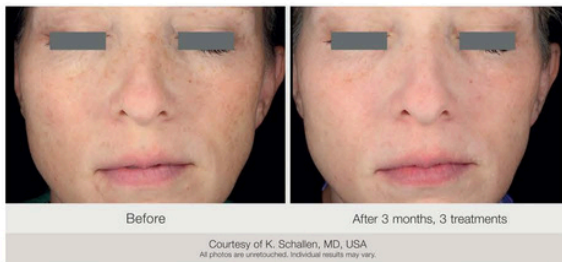 Before
After 3 months, 3 treatments
Courtesy of K. Schallen, MD, USA
All photos are unretouched. Individual results may vary.